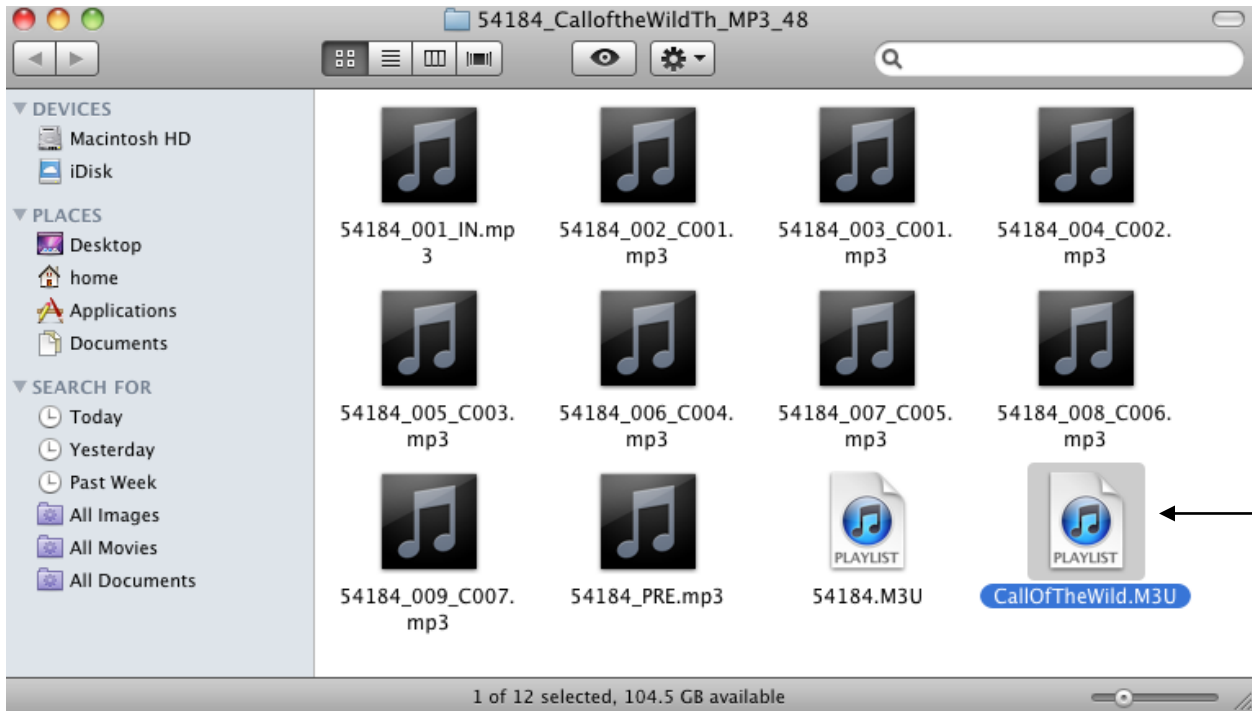 54184_CalloftheWildTh_MP3_48
DEVICES
Macintosh HD
iDisk
PLACES
Desktop
home
Applications
Documents
SEARCH FOR
Today
Yesterday
Past Week
All Images
All Movies
All Documents
54184_001_IN.mp
3
54184_002_C001.
mp3
54184_003_C001.
mp3
54184_004_C002.
mp3
54184_005_C003.
mp3
54184_006_C004.
mp3
54184_007_C005.
mp3
54184_008_C006.
mp3
54184_009_C007.
mp3
54184_PRE.mp3
PLAYLIST
54184.M3U
PLAYLIST
CallOfTheWild.M3U
1 of 12 selected, 104.5 GB available